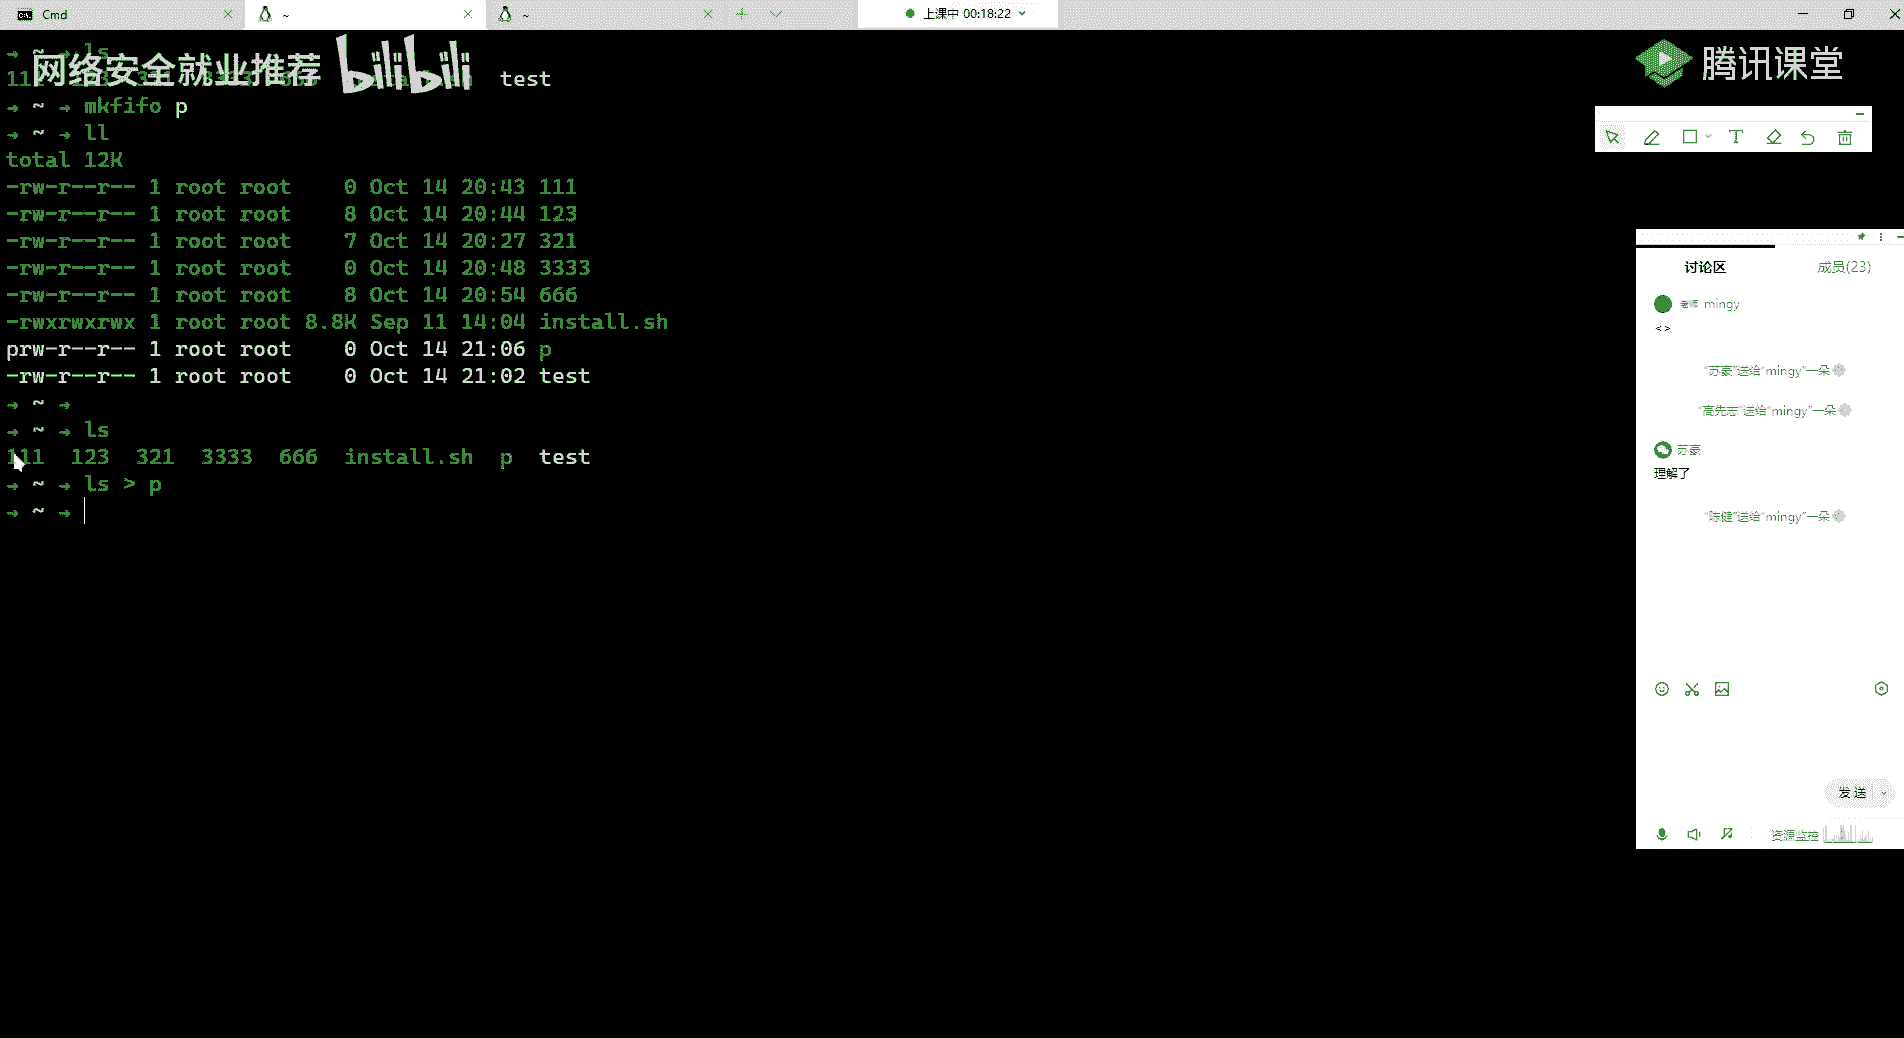 Cmd
~
~
上课中 00:18:22
→ ~ → ls
网络安全就业推荐 bilibili
test
腾讯课堂
→ ~ → mkfifo p
→ ~ → ll
total 12K
-rw-r--r-- 1 root root 0 Oct 14 20:43 111
-rw-r--r-- 1 root root 8 Oct 14 20:44 123
-rw-r--r-- 1 root root 7 Oct 14 20:27 321
-rw-r--r-- 1 root root 0 Oct 14 20:48 3333
-rw-r--r-- 1 root root 8 Oct 14 20:54 666
-rwxrwxrwx 1 root root 8.8K Sep 11 14:04 install.sh
prw-r--r-- 1 root root 0 Oct 14 21:06 p
-rw-r--r-- 1 root root 0 Oct 14 21:02 test
→ ~ →
→ ~ → ls
111 123 321 3333 666 install.sh p test
→ ~ → ls > p
→ ~ →
讨论区 成员(23)
老师 mingy
<>
“苏豪”送给“mingy”一朵
“高先志”送给“mingy”一朵
苏豪
理解了
“陈健”送给“mingy”一朵
发送
资源监控